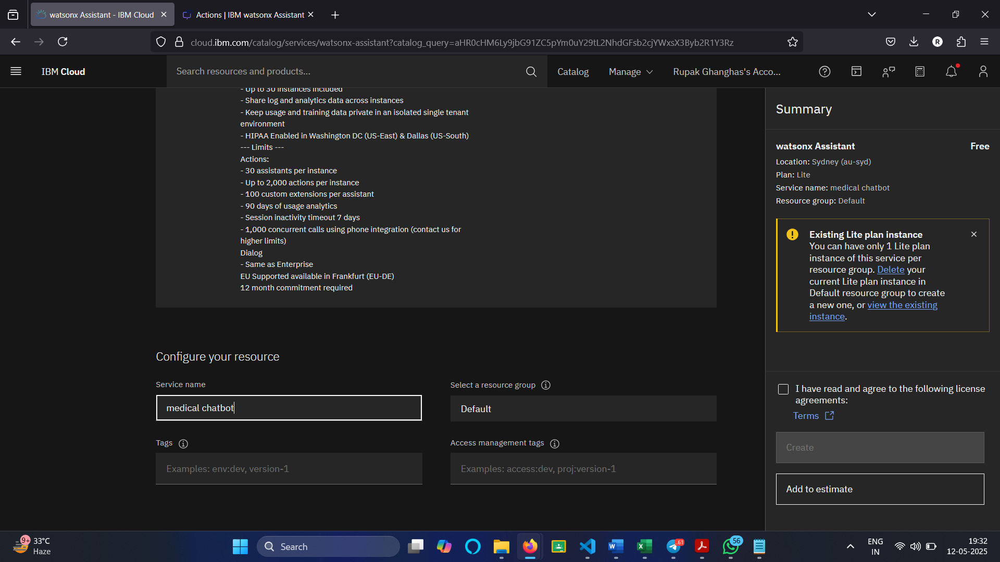 watsonx Assistant - IBM Cloud
Actions | IBM watsonx Assistant
cloud.ibm.com/catalog/services/watsonx-assistant?catalog_query=aHR0cHM6Ly9jbG91ZC5pYm0uY29tL2NhdGFsb2cjYWxsX3Byb2R1Y3Rz
R
IBM Cloud
Search resources and products...
Catalog
Manage
Rupak Ghanghas's Acco...
- Up to 30 instances included
- Share log and analytics data across instances
- Keep usage and training data private in an isolated single tenant
environment
- HIPAA Enabled in Washington DC (US-East) & Dallas (US-South)
--- Limits ---
Actions:
- 30 assistants per instance
- Up to 2,000 actions per instance
- 100 custom extensions per assistant
- 90 days of usage analytics
- Session inactivity timeout 7 days
- 1,000 concurrent calls using phone integration (contact us for
higher limits)
Dialog
- Same as Enterprise
EU Supported available in Frankfurt (EU-DE)
12 month commitment required
Configure your resource
Service name
medical chatbot
Select a resource group
Default
Tags
Examples: env:dev, version-1
Access management tags
Examples: access:dev, proj:version-1
Summary
watsonx Assistant
Free
Location: Sydney (au-syd)
Plan: Lite
Service name: medical chatbot
Resource group: Default
Existing Lite plan instance
You can have only 1 Lite plan
instance of this service per
resource group. Delete your
current Lite plan instance in
Default resource group to create
a new one, or view the existing
instance.
I have read and agree to the following license
agreements:
Terms
Create
Add to estimate
9+
33°C
Haze
Search
W
X
.61
56
ENG
IN
19:32
12-05-2025